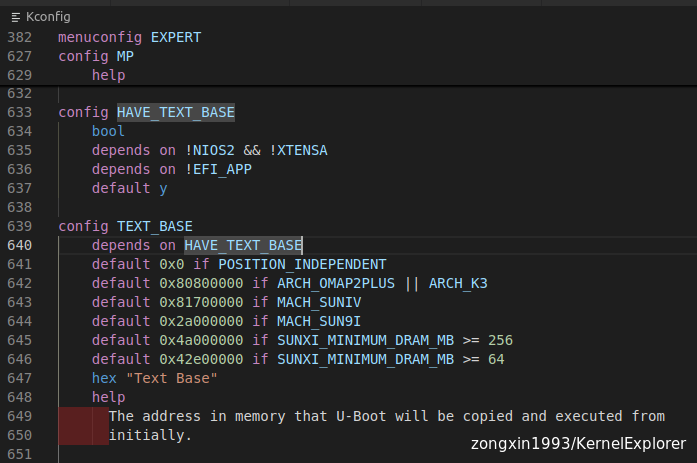 Kconfig
382 menuconfig EXPERT
627 config MP
629     help
632
633 config HAVE_TEXT_BASE
634     bool
635     depends on !NIOS2 && !XTENSA
636     depends on !EFI_APP
637     default y
638
639 config TEXT_BASE
640     depends on HAVE_TEXT_BASE
641     default 0x0 if POSITION_INDEPENDENT
642     default 0x80800000 if ARCH_OMAP2PLUS || ARCH_K3
643     default 0x81700000 if MACH_SUNIV
644     default 0x2a000000 if MACH_SUN9I
645     default 0x4a000000 if SUNXI_MINIMUM_DRAM_MB >= 256
646     default 0x42e00000 if SUNXI_MINIMUM_DRAM_MB >= 64
647     hex "Text Base"
648     help
649       The address in memory that U-Boot will be copied and executed from
650       initially.
651
zongxin1993/KernelExplorer